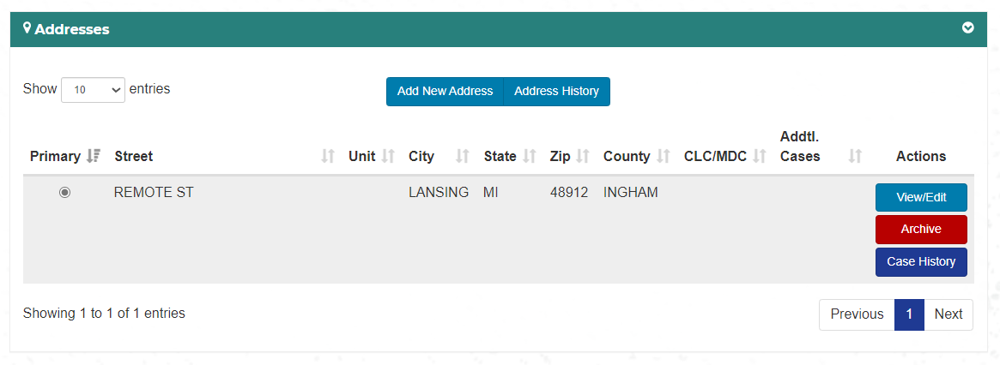 Addresses
Show 10 entries
Add New Address Address History
Primary Street Unit City State Zip County CLC/MDC Addtl. Cases Actions
REMOTE ST LANSING MI 48912 INGHAM
View/Edit
Archive
Case History
Showing 1 to 1 of 1 entries
Previous 1 Next